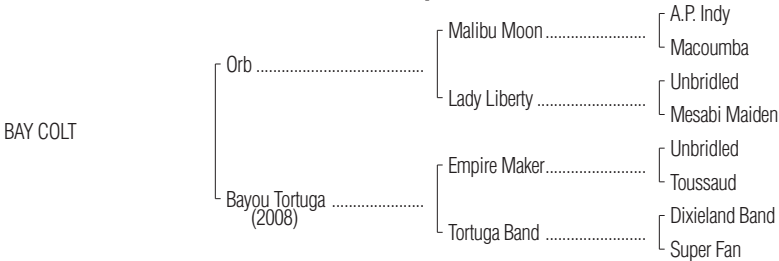 A.P. Indy
Malibu Moon
Macoumba
Orb
Unbridled
Lady Liberty
Mesabi Maiden
BAY COLT
Unbridled
Empire Maker
Toussaud
Bayou Tortuga
(2008)
Dixieland Band
Tortuga Band
Super Fan